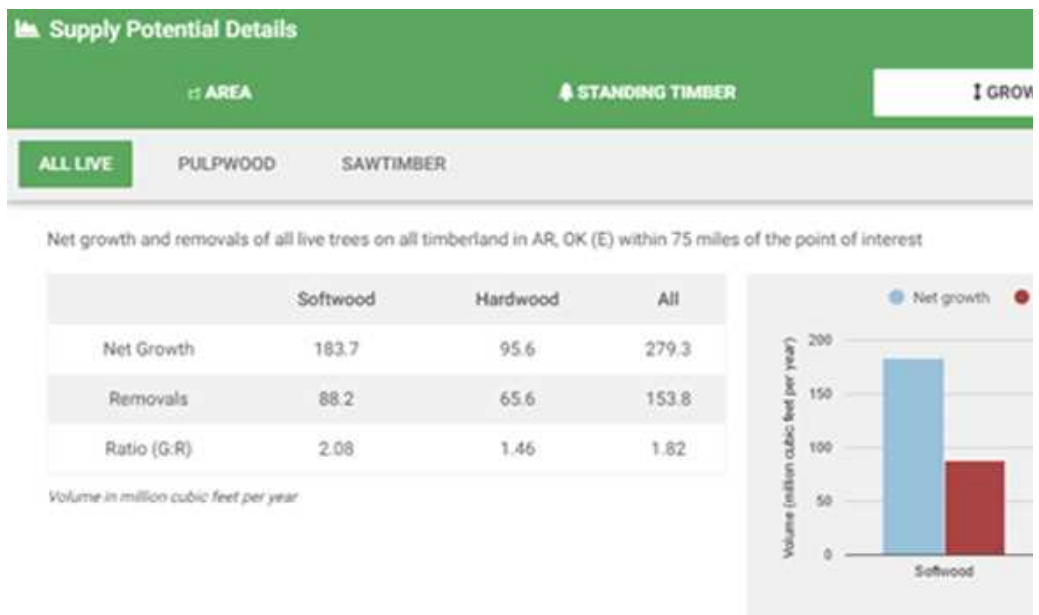 Supply Potential Details
AREA STANDING TIMBER GROW
ALL LIVE PULPWOOD SAWTIMBER
Net growth and removals of all live trees on all timberland in AR, OK (E) within 75 miles of the point of interest
Softwood Hardwood All
Net Growth 183.7 95.6 279.3
Removals 88.2 65.6 153.8
Ratio (G:R) 2.08 1.46 1.82
Volume in million cubic feet per year
Net growth
Volume (million cubic feet per year)
200
150
100
50
0
Softwood